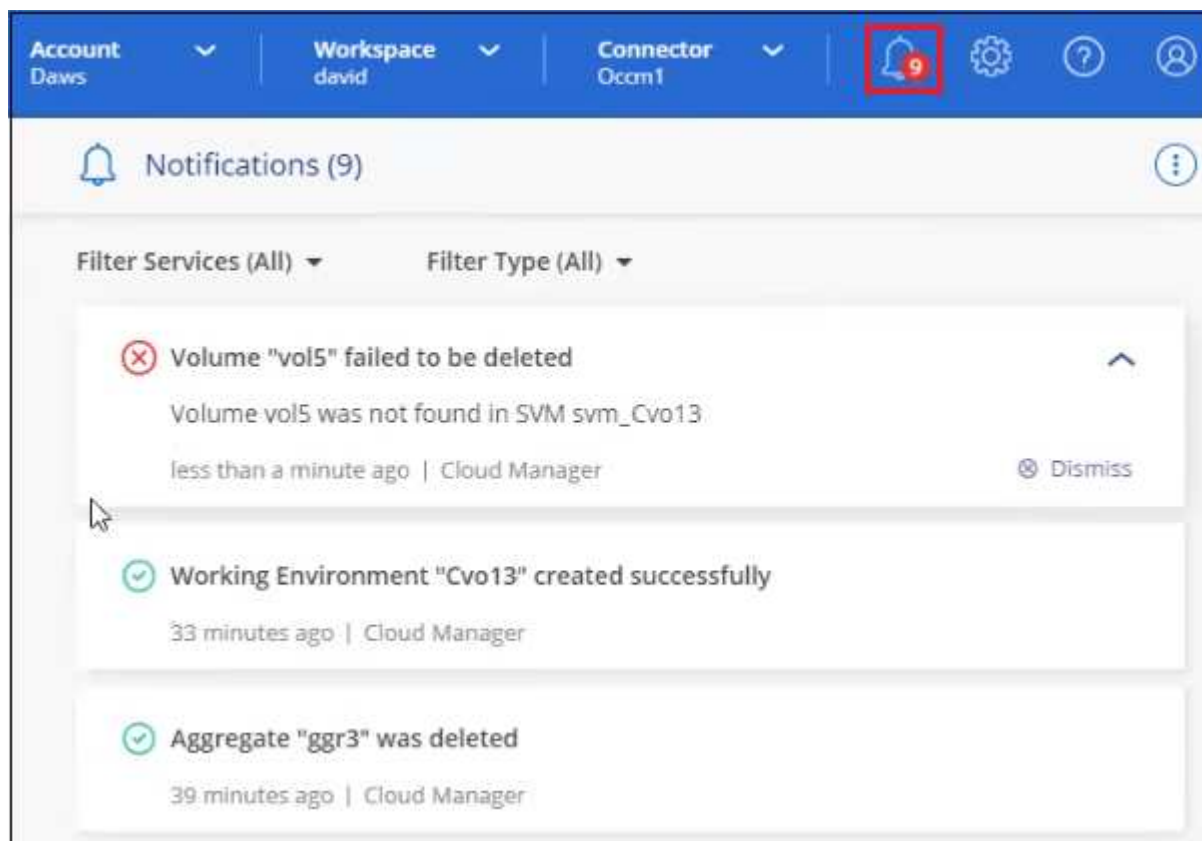 Account Workspace Connector
Daws david Occm1
9
Notifications (9)
Filter Services (All) Filter Type (All)
Volume "vol5" failed to be deleted
Volume vol5 was not found in SVM svm_Cvo13
less than a minute ago | Cloud Manager Dismiss
Working Environment "Cvo13" created successfully
33 minutes ago | Cloud Manager
Aggregate "ggr3" was deleted
39 minutes ago | Cloud Manager